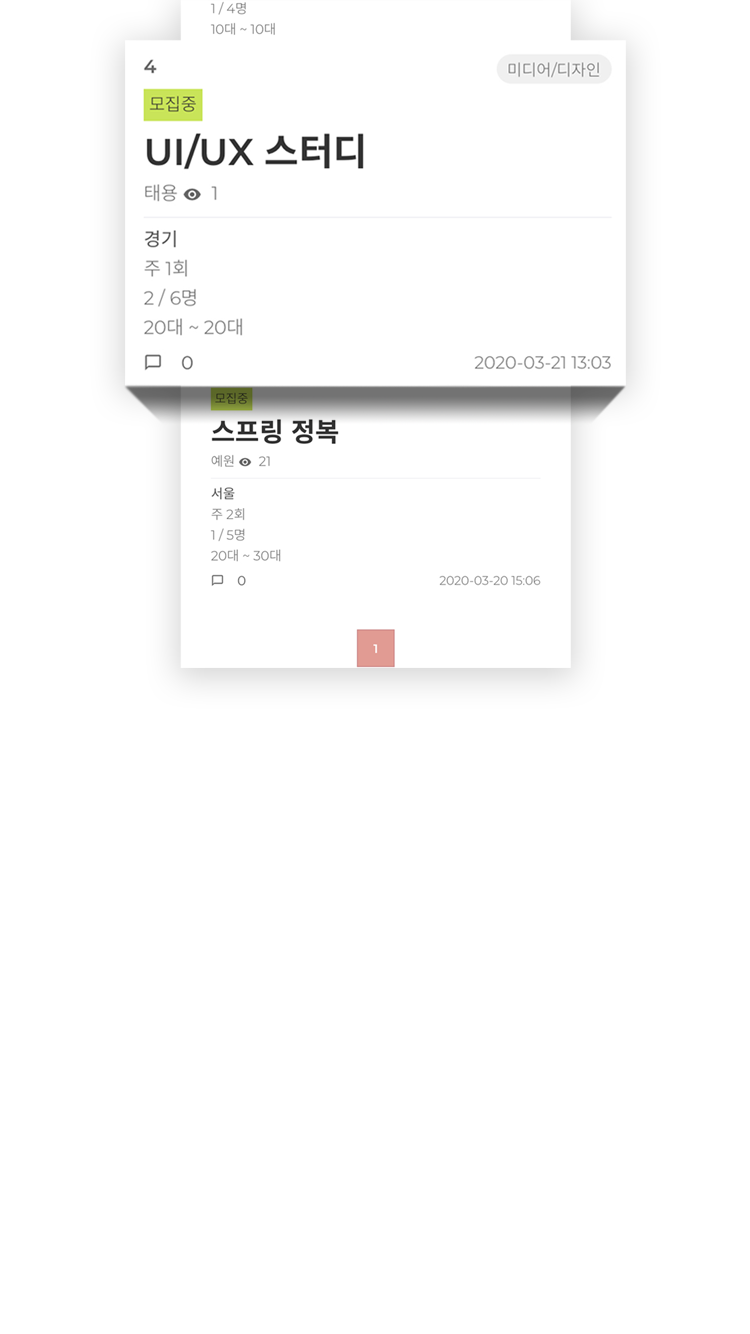 1 / 4명
10대 ~ 10대
4
미디어/디자인
모집중
UI/UX 스터디
태용 1
경기
주 1회
2 / 6명
20대 ~ 20대
0
2020-03-21 13:03
모집중
스프링 정복
예원 21
서울
주 2회
1 / 5명
20대 ~ 30대
0
2020-03-20 15:06
1